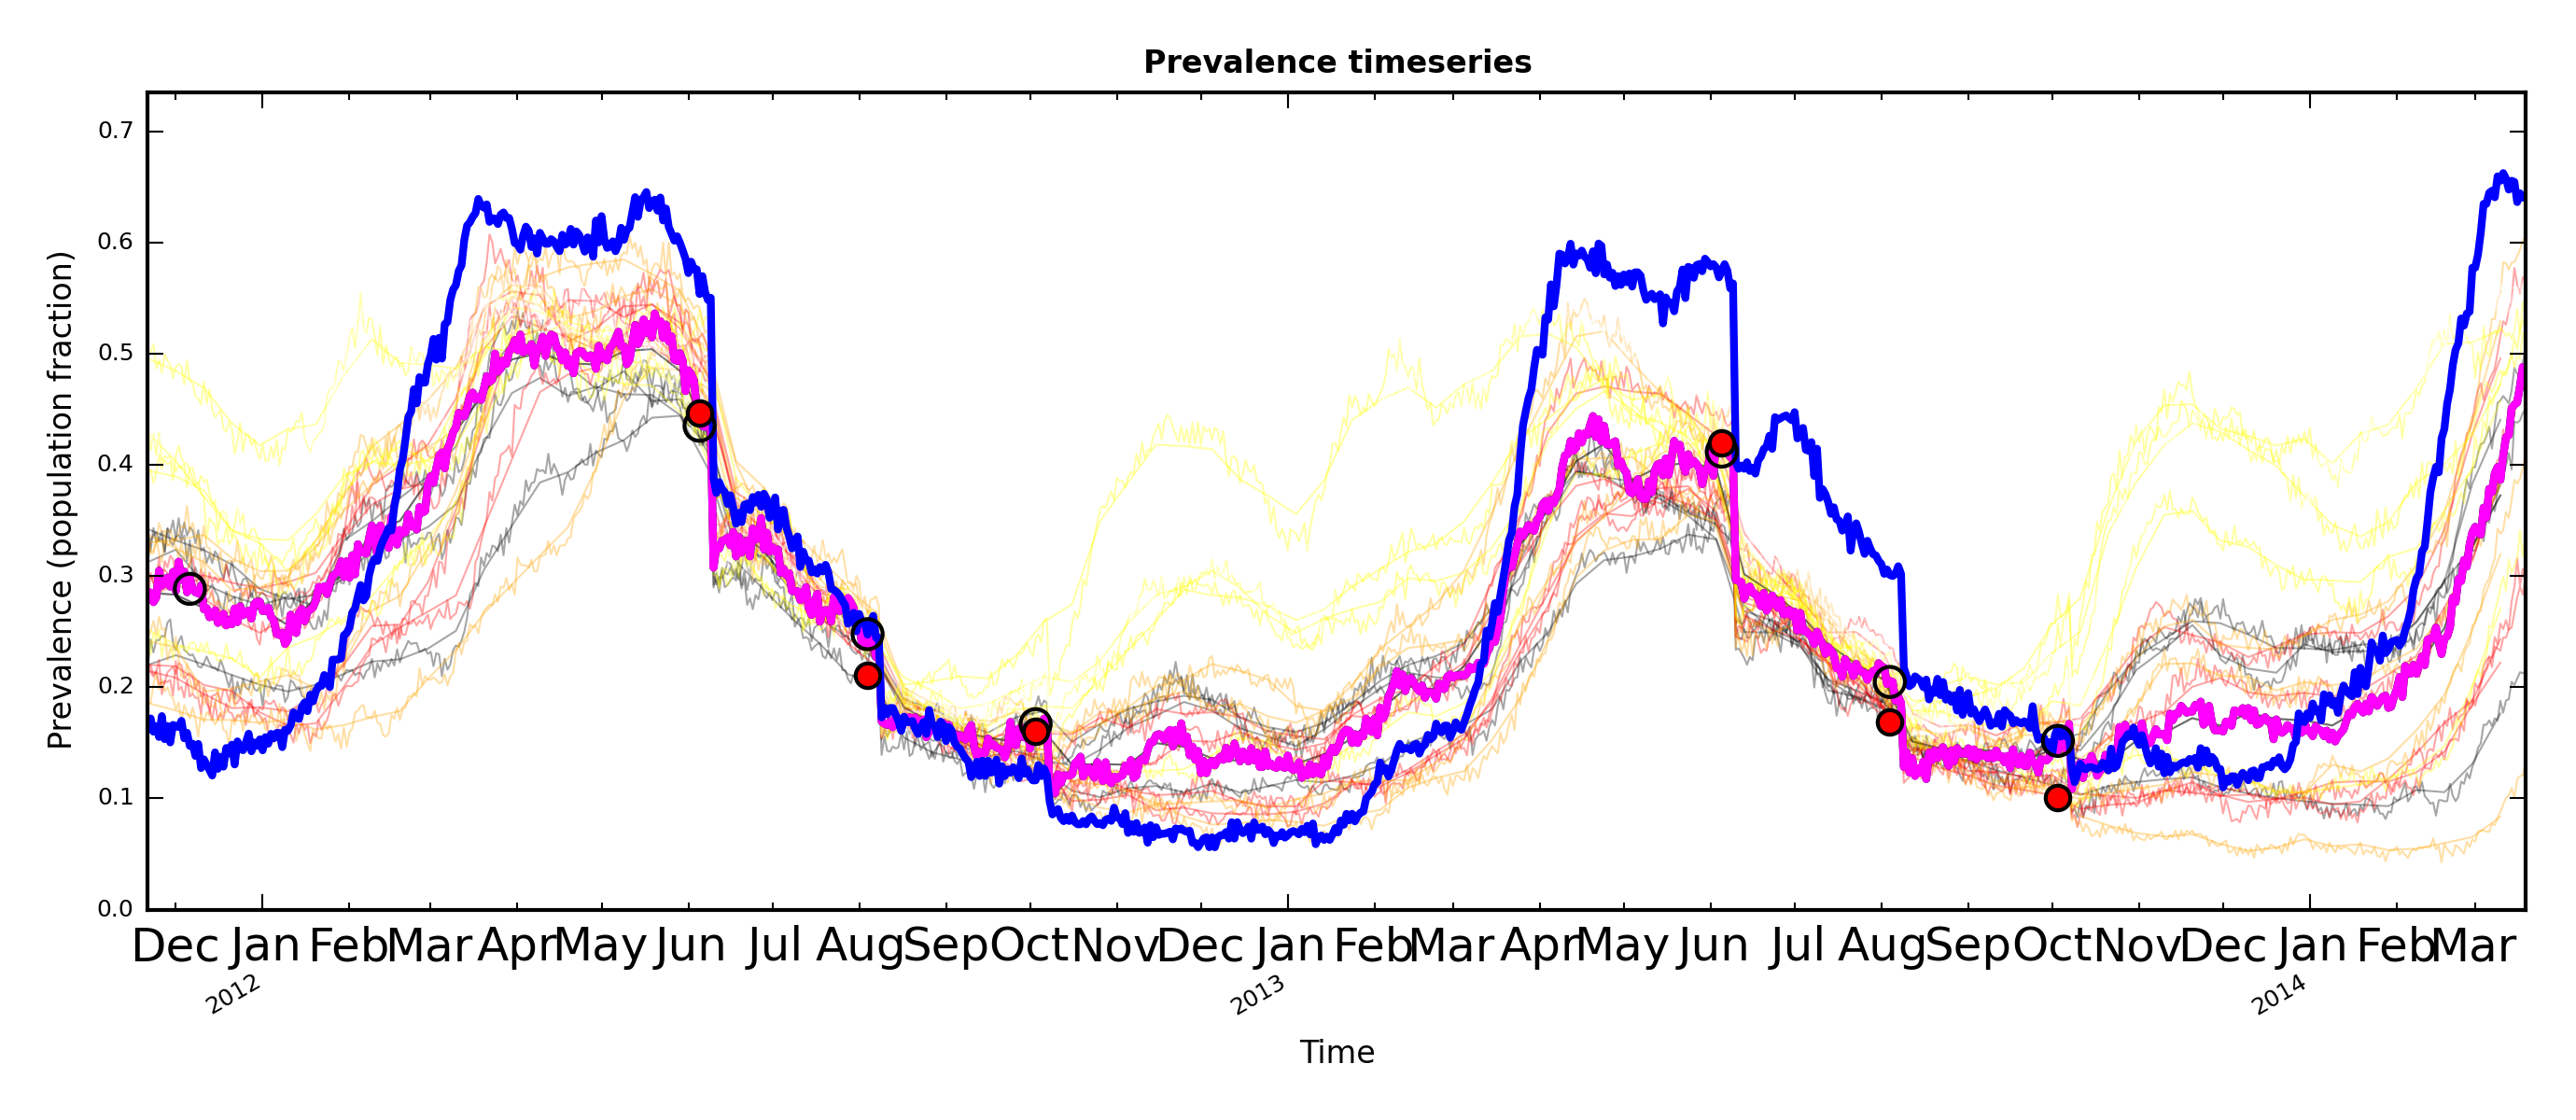 Prevalence timeseries
0.7
0.6
0.5
0.4
0.3
0.2
0.1
0.0
Prevalence (population fraction)
Dec Jan Feb Mar Apr May Jun Jul Aug Sep Oct Nov Dec Jan Feb Mar Apr May Jun Jul Aug Sep Oct Nov Dec Jan Feb Mar
2012 2013 2014
Time